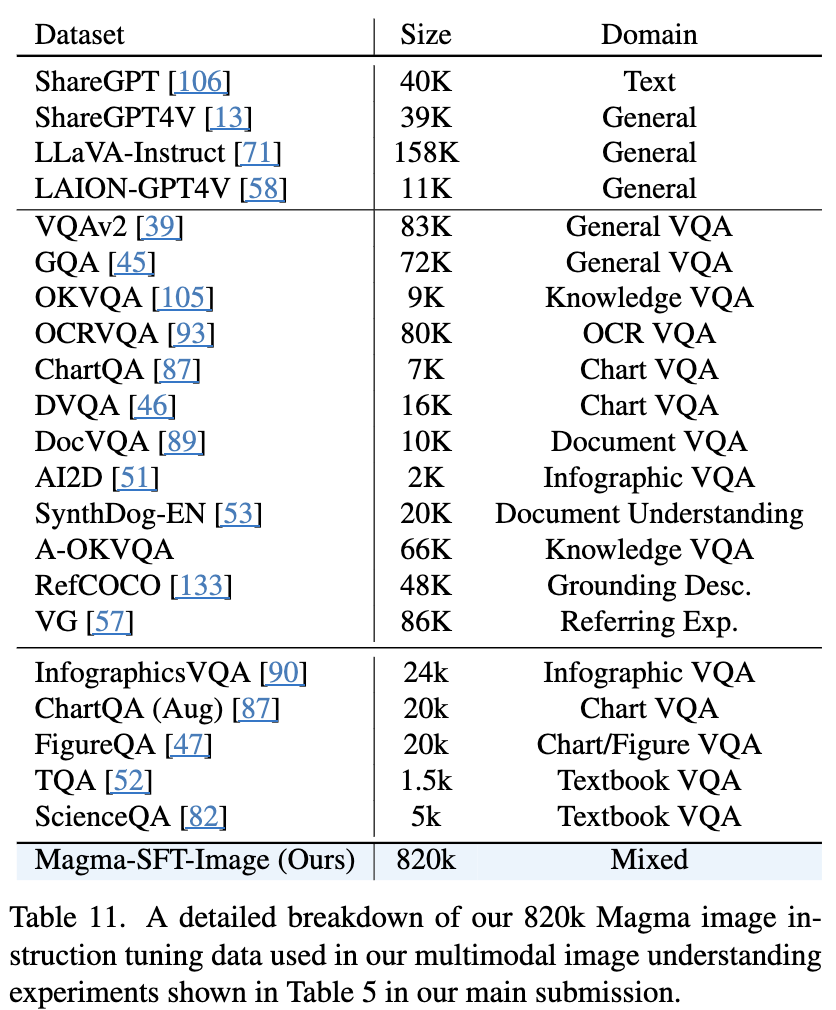 Dataset Size Domain
ShareGPT [106] 40K Text
ShareGPT4V [13] 39K General
LLaVA-Instruct [71] 158K General
LAION-GPT4V [58] 11K General
VQAv2 [39] 83K General VQA
GQA [45] 72K General VQA
OKVQA [105] 9K Knowledge VQA
OCRVQA [93] 80K OCR VQA
ChartQA [87] 7K Chart VQA
DVQA [46] 16K Chart VQA
DocVQA [89] 10K Document VQA
AI2D [51] 2K Infographic VQA
SynthDog-EN [53] 20K Document Understanding
A-OKVQA 66K Knowledge VQA
RefCOCO [133] 48K Grounding Desc.
VG [57] 86K Referring Exp.
InfographicsVQA [90] 24k Infographic VQA
ChartQA (Aug) [87] 20k Chart VQA
FigureQA [47] 20k Chart/Figure VQA
TQA [52] 1.5k Textbook VQA
ScienceQA [82] 5k Textbook VQA
Magma-SFT-Image (Ours) 820k Mixed
Table 11. A detailed breakdown of our 820k Magma image in-
struction tuning data used in our multimodal image understanding
experiments shown in Table 5 in our main submission.